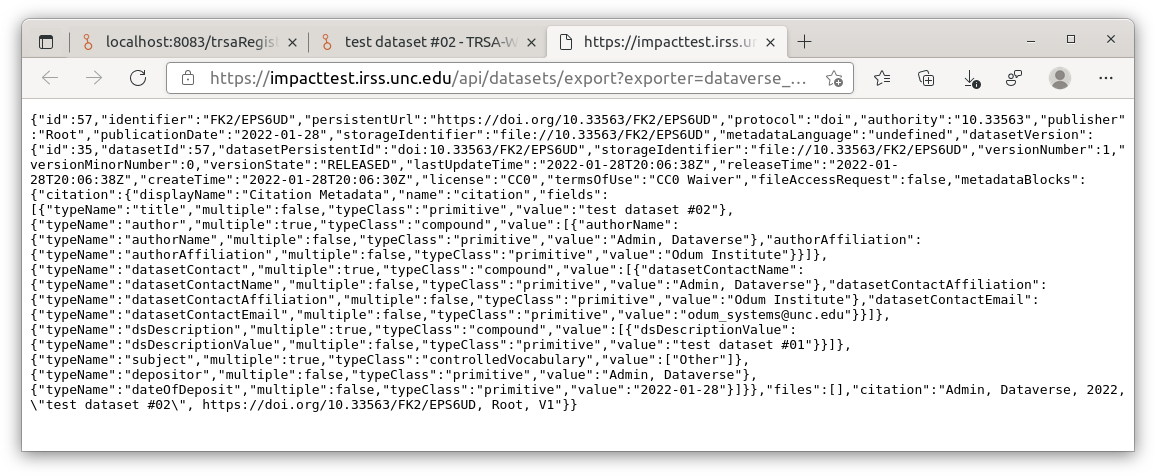 localhost:8083/trsaRegis
test dataset #02 - TRSA-W
https://impacttest.irss.un
https://impacttest.irss.unc.edu/api/datasets/export?exporter=dataverse_...
{"id":57,"identifier":"FK2/EPS6UD","persistentUrl":"https://doi.org/10.33563/FK2/EPS6UD","protocol":"doi","authority":"10.33563","publisher"
:"Root","publicationDate":"2022-01-28","storageIdentifier":"file://10.33563/FK2/EPS6UD","metadataLanguage":"undefined","datasetVersion":
{"id":35,"datasetId":57,"datasetPersistentId":"doi:10.33563/FK2/EPS6UD","storageIdentifier":"file://10.33563/FK2/EPS6UD","versionNumber":1,"
versionMinorNumber":0,"versionState":"RELEASED","lastUpdateTime":"2022-01-28T20:06:38Z","releaseTime":"2022-01-
28T20:06:38Z","createTime":"2022-01-28T20:06:30Z","license":"CC0","termsOfUse":"CC0 Waiver","fileAccessRequest":false,"metadataBlocks":
{"citation":{"displayName":"Citation Metadata","name":"citation","fields":
[{"typeName":"title","multiple":false,"typeClass":"primitive","value":"test dataset #02"},
{"typeName":"author","multiple":true,"typeClass":"compound","value":[{"authorName":
{"typeName":"authorName","multiple":false,"typeClass":"primitive","value":"Admin, Dataverse"},"authorAffiliation":
{"typeName":"authorAffiliation","multiple":false,"typeClass":"primitive","value":"Odum Institute"}}]},
{"typeName":"datasetContact","multiple":true,"typeClass":"compound","value":[{"datasetContactName":
{"typeName":"datasetContactName","multiple":false,"typeClass":"primitive","value":"Admin, Dataverse"},"datasetContactAffiliation":
{"typeName":"datasetContactAffiliation","multiple":false,"typeClass":"primitive","value":"Odum Institute"},"datasetContactEmail":
{"typeName":"datasetContactEmail","multiple":false,"typeClass":"primitive","value":"odum_systems@unc.edu"}}]},
{"typeName":"dsDescription","multiple":true,"typeClass":"compound","value":[{"dsDescriptionValue":
{"typeName":"dsDescriptionValue","multiple":false,"typeClass":"primitive","value":"test dataset #01"}}]},
{"typeName":"subject","multiple":true,"typeClass":"controlledVocabulary","value":["Other"]},
{"typeName":"depositor","multiple":false,"typeClass":"primitive","value":"Admin, Dataverse"},
{"typeName":"dateOfDeposit","multiple":false,"typeClass":"primitive","value":"2022-01-28"}]}},"files":[],"citation":"Admin, Dataverse, 2022,
\"test dataset #02\", https://doi.org/10.33563/FK2/EPS6UD, Root, V1"}}